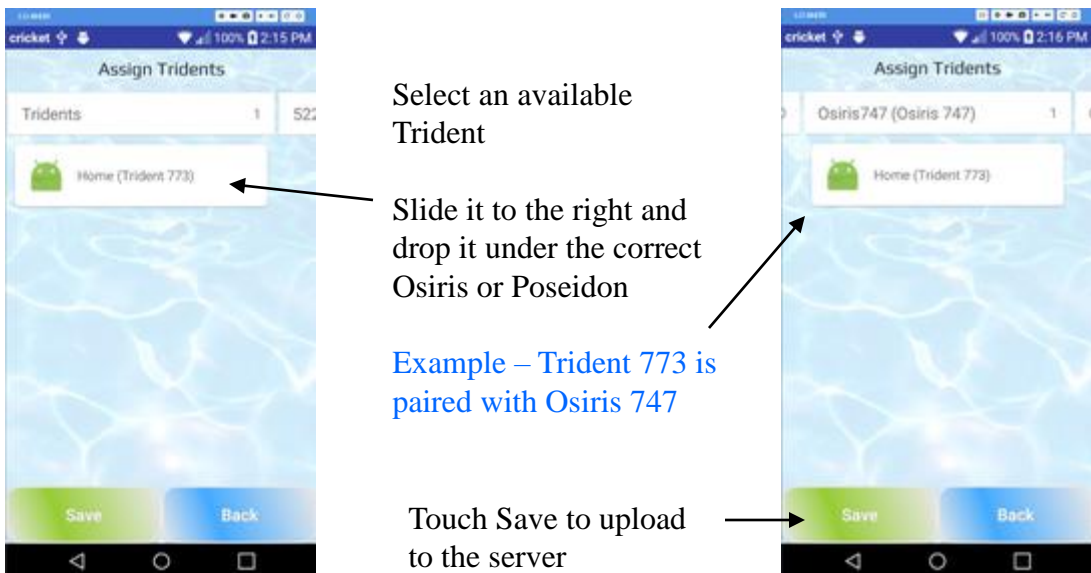 cricket 100% 2:15 PM
Assign Tridents
Tridents 1 522
Home (Trident 773)
Save Back
Select an available
Trident
Slide it to the right and
drop it under the correct
Osiris or Poseidon
Example – Trident 773 is
paired with Osiris 747
Touch Save to upload
to the server
cricket 100% 2:16 PM
Assign Tridents
Osiris747 (Osiris 747) 1
Home (Trident 773)
Save Back